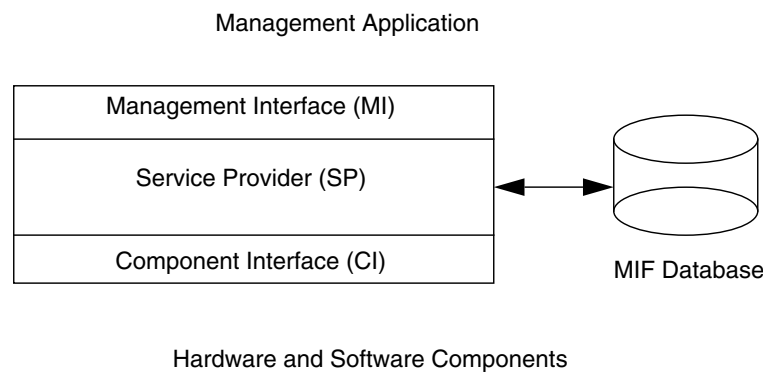 Management Application
Management Interface (MI)
Service Provider (SP)
Component Interface (CI)
MIF Database
Hardware and Software Components